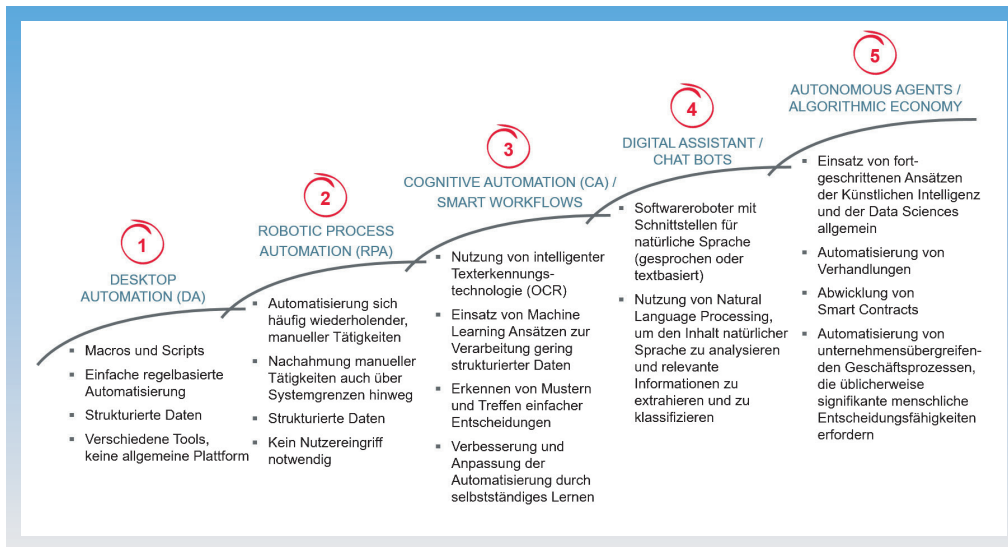 1
DESKTOP
AUTOMATION (DA)
▪ Macros und Scripts
▪ Einfache regelbasierte
Automatisierung
▪ Strukturierte Daten
▪ Verschiedene Tools,
keine allgemeine Plattform
2
ROBOTIC PROCESS
AUTOMATION (RPA)
▪ Automatisierung sich
häufig wiederholender,
manueller Tätigkeiten
▪ Nachahmung manueller
Tätigkeiten auch über
Systemgrenzen hinweg
▪ Strukturierte Daten
▪ Kein Nutzereingriff
notwendig
3
COGNITIVE AUTOMATION (CA) /
SMART WORKFLOWS
▪ Nutzung von intelligenter
Texterkennungs-
technologie (OCR)
▪ Einsatz von Machine
Learning Ansätzen zur
Verarbeitung gering
strukturierter Daten
▪ Erkennen von Mustern
und Treffen einfacher
Entscheidungen
▪ Verbesserung und
Anpassung der
Automatisierung durch
selbstständiges Lernen
4
DIGITAL ASSISTANT /
CHAT BOTS
▪ Softwareroboter mit
Schnittstellen für
natürliche Sprache
(gesprochen oder
textbasiert)
▪ Nutzung von Natural
Language Processing,
um den Inhalt natürlicher
Sprache zu analysieren
und relevante
Informationen zu
extrahieren und zu
klassifizieren
5
AUTONOMOUS AGENTS /
ALGORITHMIC ECONOMY
▪ Einsatz von fort-
geschrittenen Ansätzen
der Künstlichen Intelligenz
und der Data Sciences
allgemein
▪ Automatisierung von
Verhandlungen
▪ Abwicklung von
Smart Contracts
▪ Automatisierung von
unternehmensübergreifen-
den Geschäftsprozessen,
die üblicherweise
signifikante menschliche
Entscheidungsfähigkeiten
erfordern